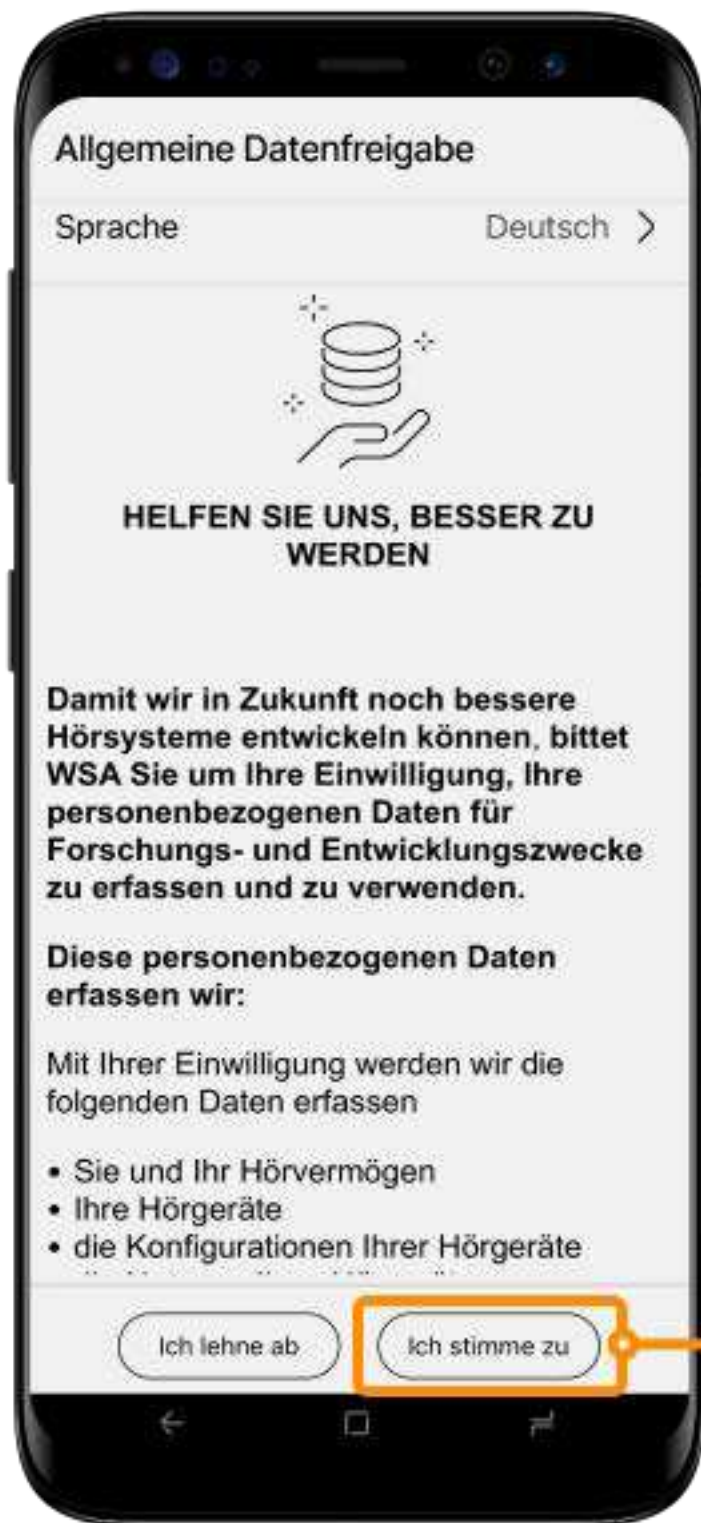 Allgemeine Datenfreigabe
Sprache Deutsch
HELFEN SIE UNS, BESSER ZU
WERDEN
Damit wir in Zukunft noch bessere
Hörsysteme entwickeln können, bittet
WSA Sie um Ihre Einwilligung, Ihre
personenbezogenen Daten für
Forschungs- und Entwicklungszwecke
zu erfassen und zu verwenden.
Diese personenbezogenen Daten
erfassen wir:
Mit Ihrer Einwilligung werden wir die
folgenden Daten erfassen
• Sie und Ihr Hörvermögen
• Ihre Hörgeräte
• die Konfigurationen Ihrer Hörgeräte
Ich lehne ab Ich stimme zu